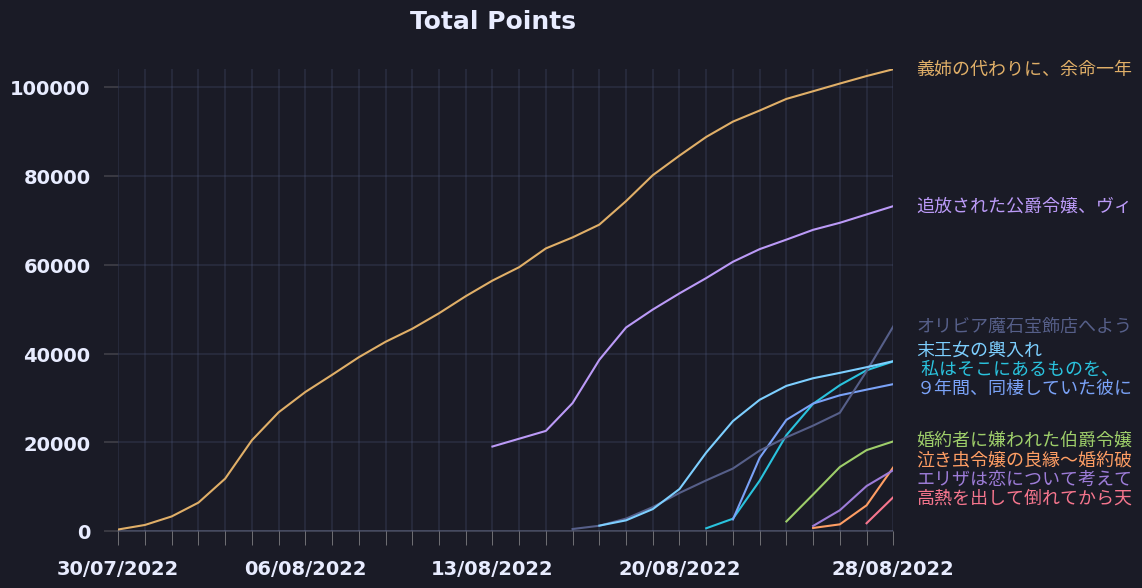 Total Points
100000
80000
60000
40000
20000
0
30/07/2022
06/08/2022
13/08/2022
20/08/2022
28/08/2022
義姉の代わりに、余命一年
追放された公爵令嬢、ヴィ
オリビア魔石宝飾店へよう
末王女の輿入れ
私はそこにあるものを、
９年間、同棲していた彼に
婚約者に嫌われた伯爵令嬢
泣き虫令嬢の良縁～婚約破
エリザは恋について考えて
高熱を出して倒れてから天